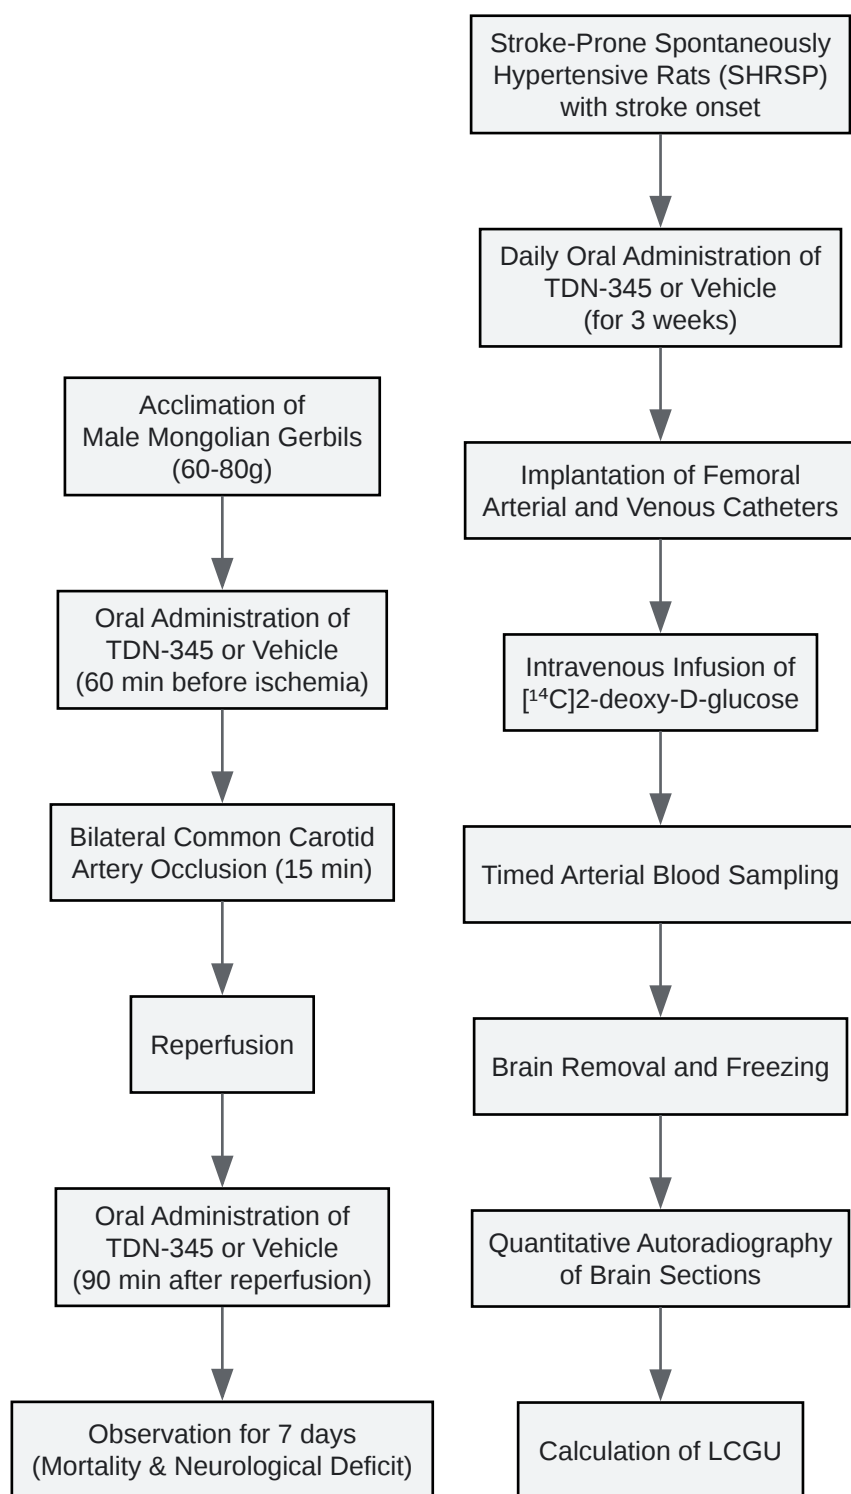 Stroke-Prone Spontaneously
Hypertensive Rats (SHRSP)
with stroke onset
Daily Oral Administration of
TDN-345 or Vehicle
(for 3 weeks)
Implantation of Femoral
Arterial and Venous Catheters
Intravenous Infusion of
[¹⁴C]2-deoxy-D-glucose
Timed Arterial Blood Sampling
Brain Removal and Freezing
Quantitative Autoradiography
of Brain Sections
Calculation of LCGU
Acclimation of
Male Mongolian Gerbils
(60-80g)
Oral Administration of
TDN-345 or Vehicle
(60 min before ischemia)
Bilateral Common Carotid
Artery Occlusion (15 min)
Reperfusion
Oral Administration of
TDN-345 or Vehicle
(90 min after reperfusion)
Observation for 7 days
(Mortality & Neurological Deficit)